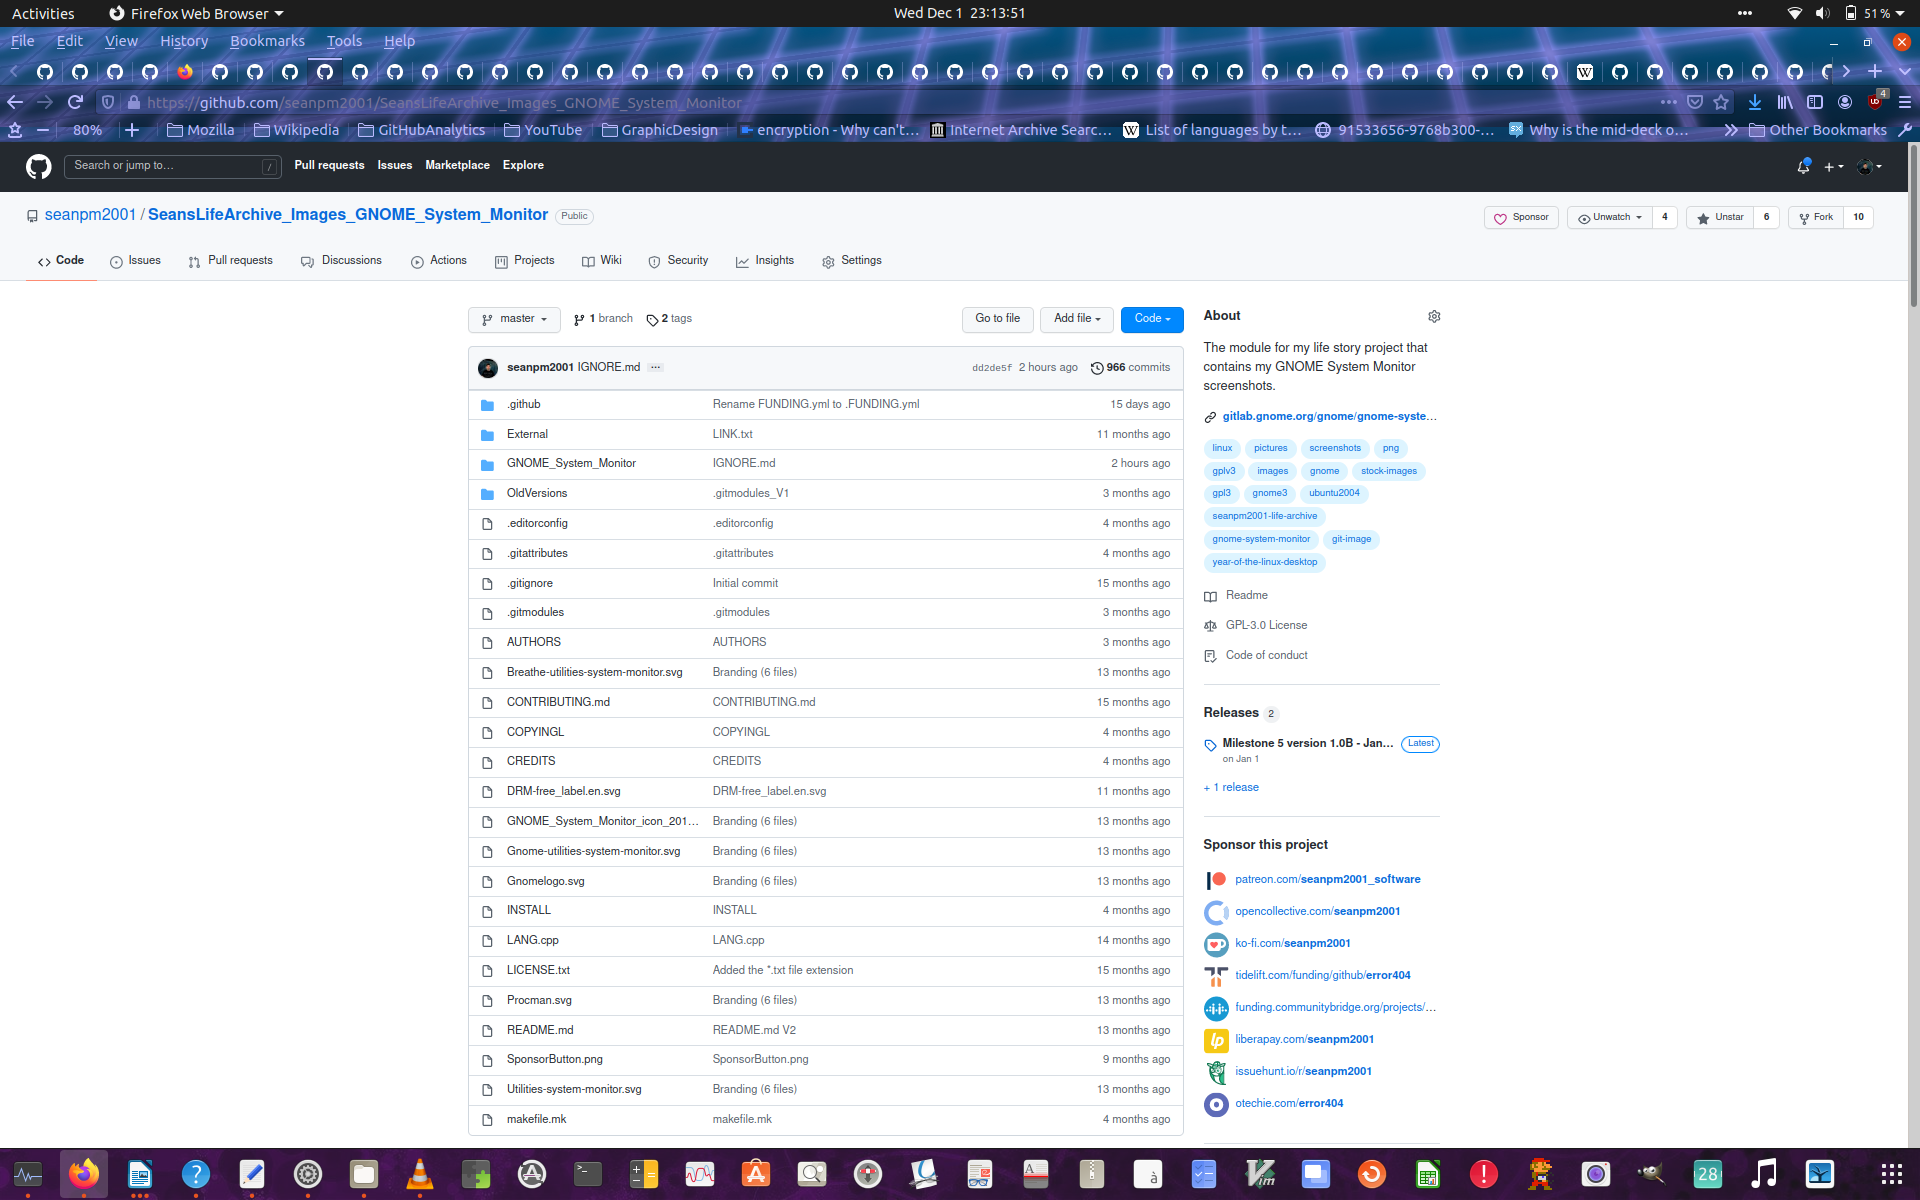 Activities Firefox Web Browser Wed Dec 1 23:13:51 51 %
File Edit View History Bookmarks Tools Help
https://github.com/seanpm2001/SeansLifeArchive_Images_GNOME_System_Monitor
80% Mozilla Wikipedia GitHubAnalytics YouTube GraphicDesign encryption - Why can't… Internet Archive Searc… List of languages by t… 91533656-9768b300-… Why is the mid-deck o… Other Bookmarks
Search or jump to… / Pull requests Issues Marketplace Explore
seanpm2001 / SeansLifeArchive_Images_GNOME_System_Monitor Public
Sponsor Unwatch 4 Unstar 6 Fork 10
Code Issues Pull requests Discussions Actions Projects Wiki Security Insights Settings
master 1 branch 2 tags Go to file Add file Code
seanpm2001 IGNORE.md … dd2de5f 2 hours ago 966 commits
.github Rename FUNDING.yml to .FUNDING.yml 15 days ago
External LINK.txt 11 months ago
GNOME_System_Monitor IGNORE.md 2 hours ago
OldVersions .gitmodules_V1 3 months ago
.editorconfig .editorconfig 4 months ago
.gitattributes .gitattributes 4 months ago
.gitignore Initial commit 15 months ago
.gitmodules .gitmodules 3 months ago
AUTHORS AUTHORS 3 months ago
Breathe-utilities-system-monitor.svg Branding (6 files) 13 months ago
CONTRIBUTING.md CONTRIBUTING.md 15 months ago
COPYINGL COPYINGL 4 months ago
CREDITS CREDITS 4 months ago
DRM-free_label.en.svg DRM-free_label.en.svg 11 months ago
GNOME_System_Monitor_icon_201… Branding (6 files) 13 months ago
Gnome-utilities-system-monitor.svg Branding (6 files) 13 months ago
Gnomelogo.svg Branding (6 files) 13 months ago
INSTALL INSTALL 4 months ago
LANG.cpp LANG.cpp 14 months ago
LICENSE.txt Added the *.txt file extension 15 months ago
Procman.svg Branding (6 files) 13 months ago
README.md README.md V2 13 months ago
SponsorButton.png SponsorButton.png 9 months ago
Utilities-system-monitor.svg Branding (6 files) 13 months ago
makefile.mk makefile.mk 4 months ago
About
The module for my life story project that
contains my GNOME System Monitor
screenshots.
gitlab.gnome.org/gnome/gnome-syste…
linux pictures screenshots png
gplv3 images gnome stock-images
gpl3 gnome3 ubuntu2004
seanpm2001-life-archive
gnome-system-monitor git-image
year-of-the-linux-desktop
Readme
GPL-3.0 License
Code of conduct
Releases 2
Milestone 5 version 1.0B - Jan… Latest
on Jan 1
+ 1 release
Sponsor this project
patreon.com/seanpm2001_software
opencollective.com/seanpm2001
ko-fi.com/seanpm2001
tidelift.com/funding/github/error404
funding.communitybridge.org/projects/…
liberapay.com/seanpm2001
issuehunt.io/r/seanpm2001
otechie.com/error404
28